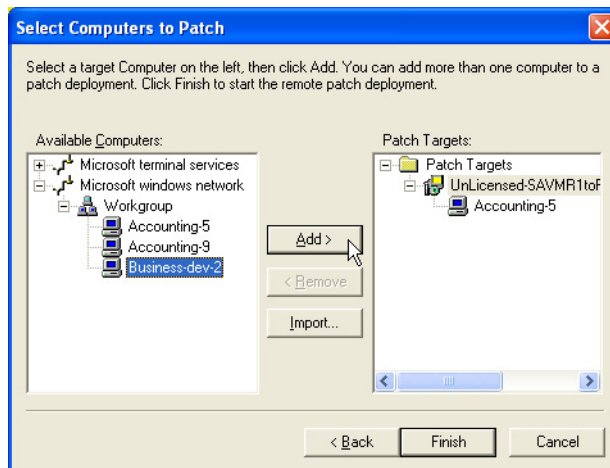 Select Computers to Patch
Select a target Computer on the left, then click Add. You can add more than one computer to a
patch deployment. Click Finish to start the remote patch deployment.
Available Computers:
Microsoft terminal services
Microsoft windows network
Workgroup
Accounting-5
Accounting-9
Business-dev-2
Add >
< Remove
Import...
Patch Targets:
Patch Targets
UnLicensed-SAVMR1toF
Accounting-5
< Back
Finish
Cancel